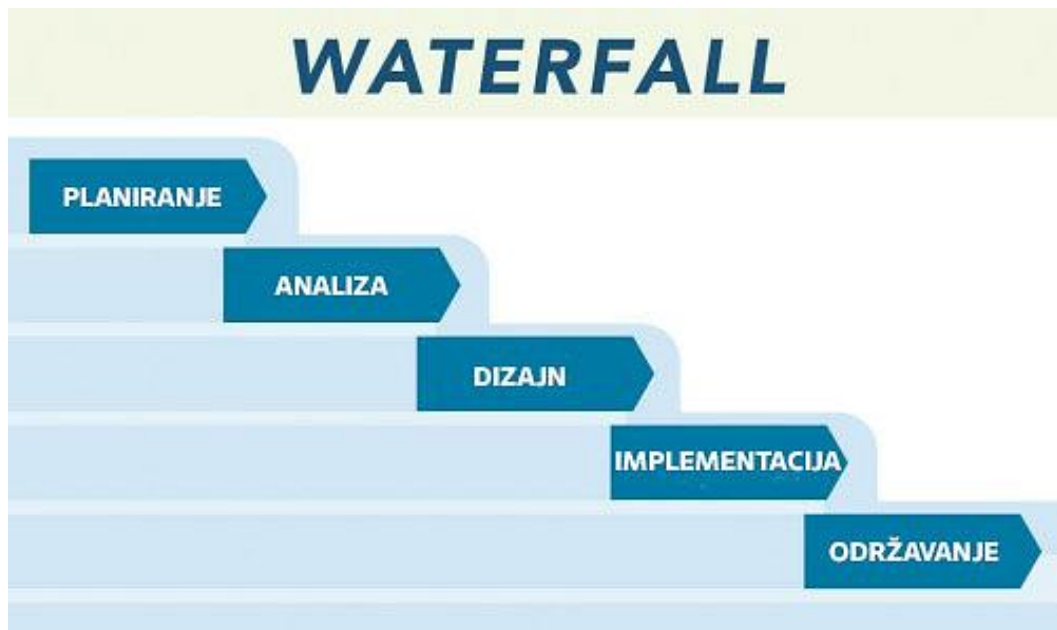 WATERFALL
PLANIRANJE
ANALIZA
DIZAJN
IMPLEMENTACIJA
ODRŽAVANJE